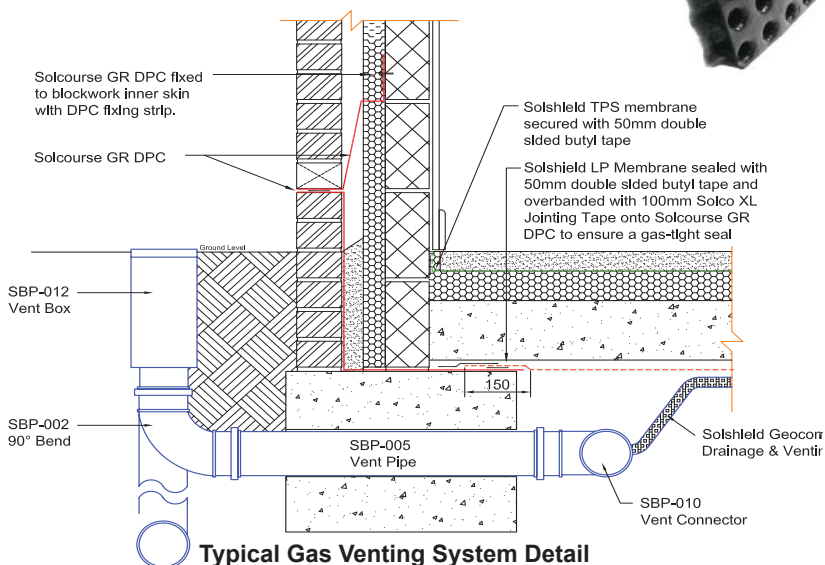 Solcourse GR DPC fixed
to blockwork inner skin
with DPC fixing strip.
Solcourse GR DPC
Solshield TPS membrane
secured with 50mm double
sided butyl tape
Solshield LP Membrane sealed with
50mm double sided butyl tape and
overbanded with 100mm Solco XL
Jointing Tape onto Solcourse GR
DPC to ensure a gas-tight seal
Ground Level
SBP-012
Vent Box
150
SBP-002
90° Bend
SBP-005
Vent Pipe
Solshield
Drainage &
SBP-010
Vent Connector
Typical Gas Venting System Detail